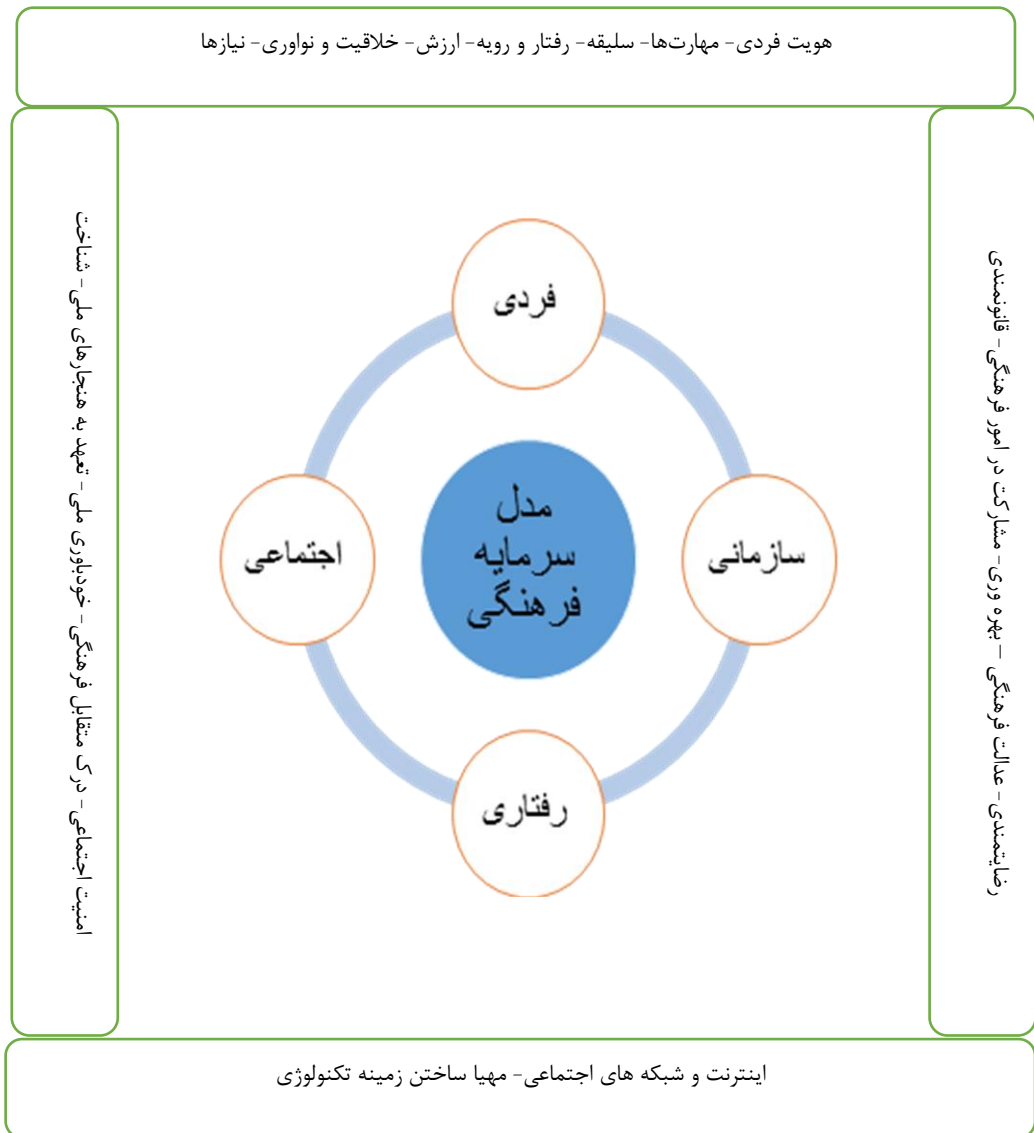 هویت فردی- مهارت‌ها- سلیقه- رفتار و رویه- ارزش- خلاقیت و نواوری- نیازها
رضایتمندی- عدالت فرهنگی – بهره وری- مشارکت در امور فرهنگی- قانونمندی
فردی
سازمانی
مدل
سرمایه
فرهنگی
اجتماعی
رفتاری
امنیت اجتماعی- درک متقابل فرهنگی- خودباوری ملی- تعهد به هنجارهای ملی- شناخت
اینترنت و شبکه های اجتماعی- مهیا ساختن زمینه تکنولوژی